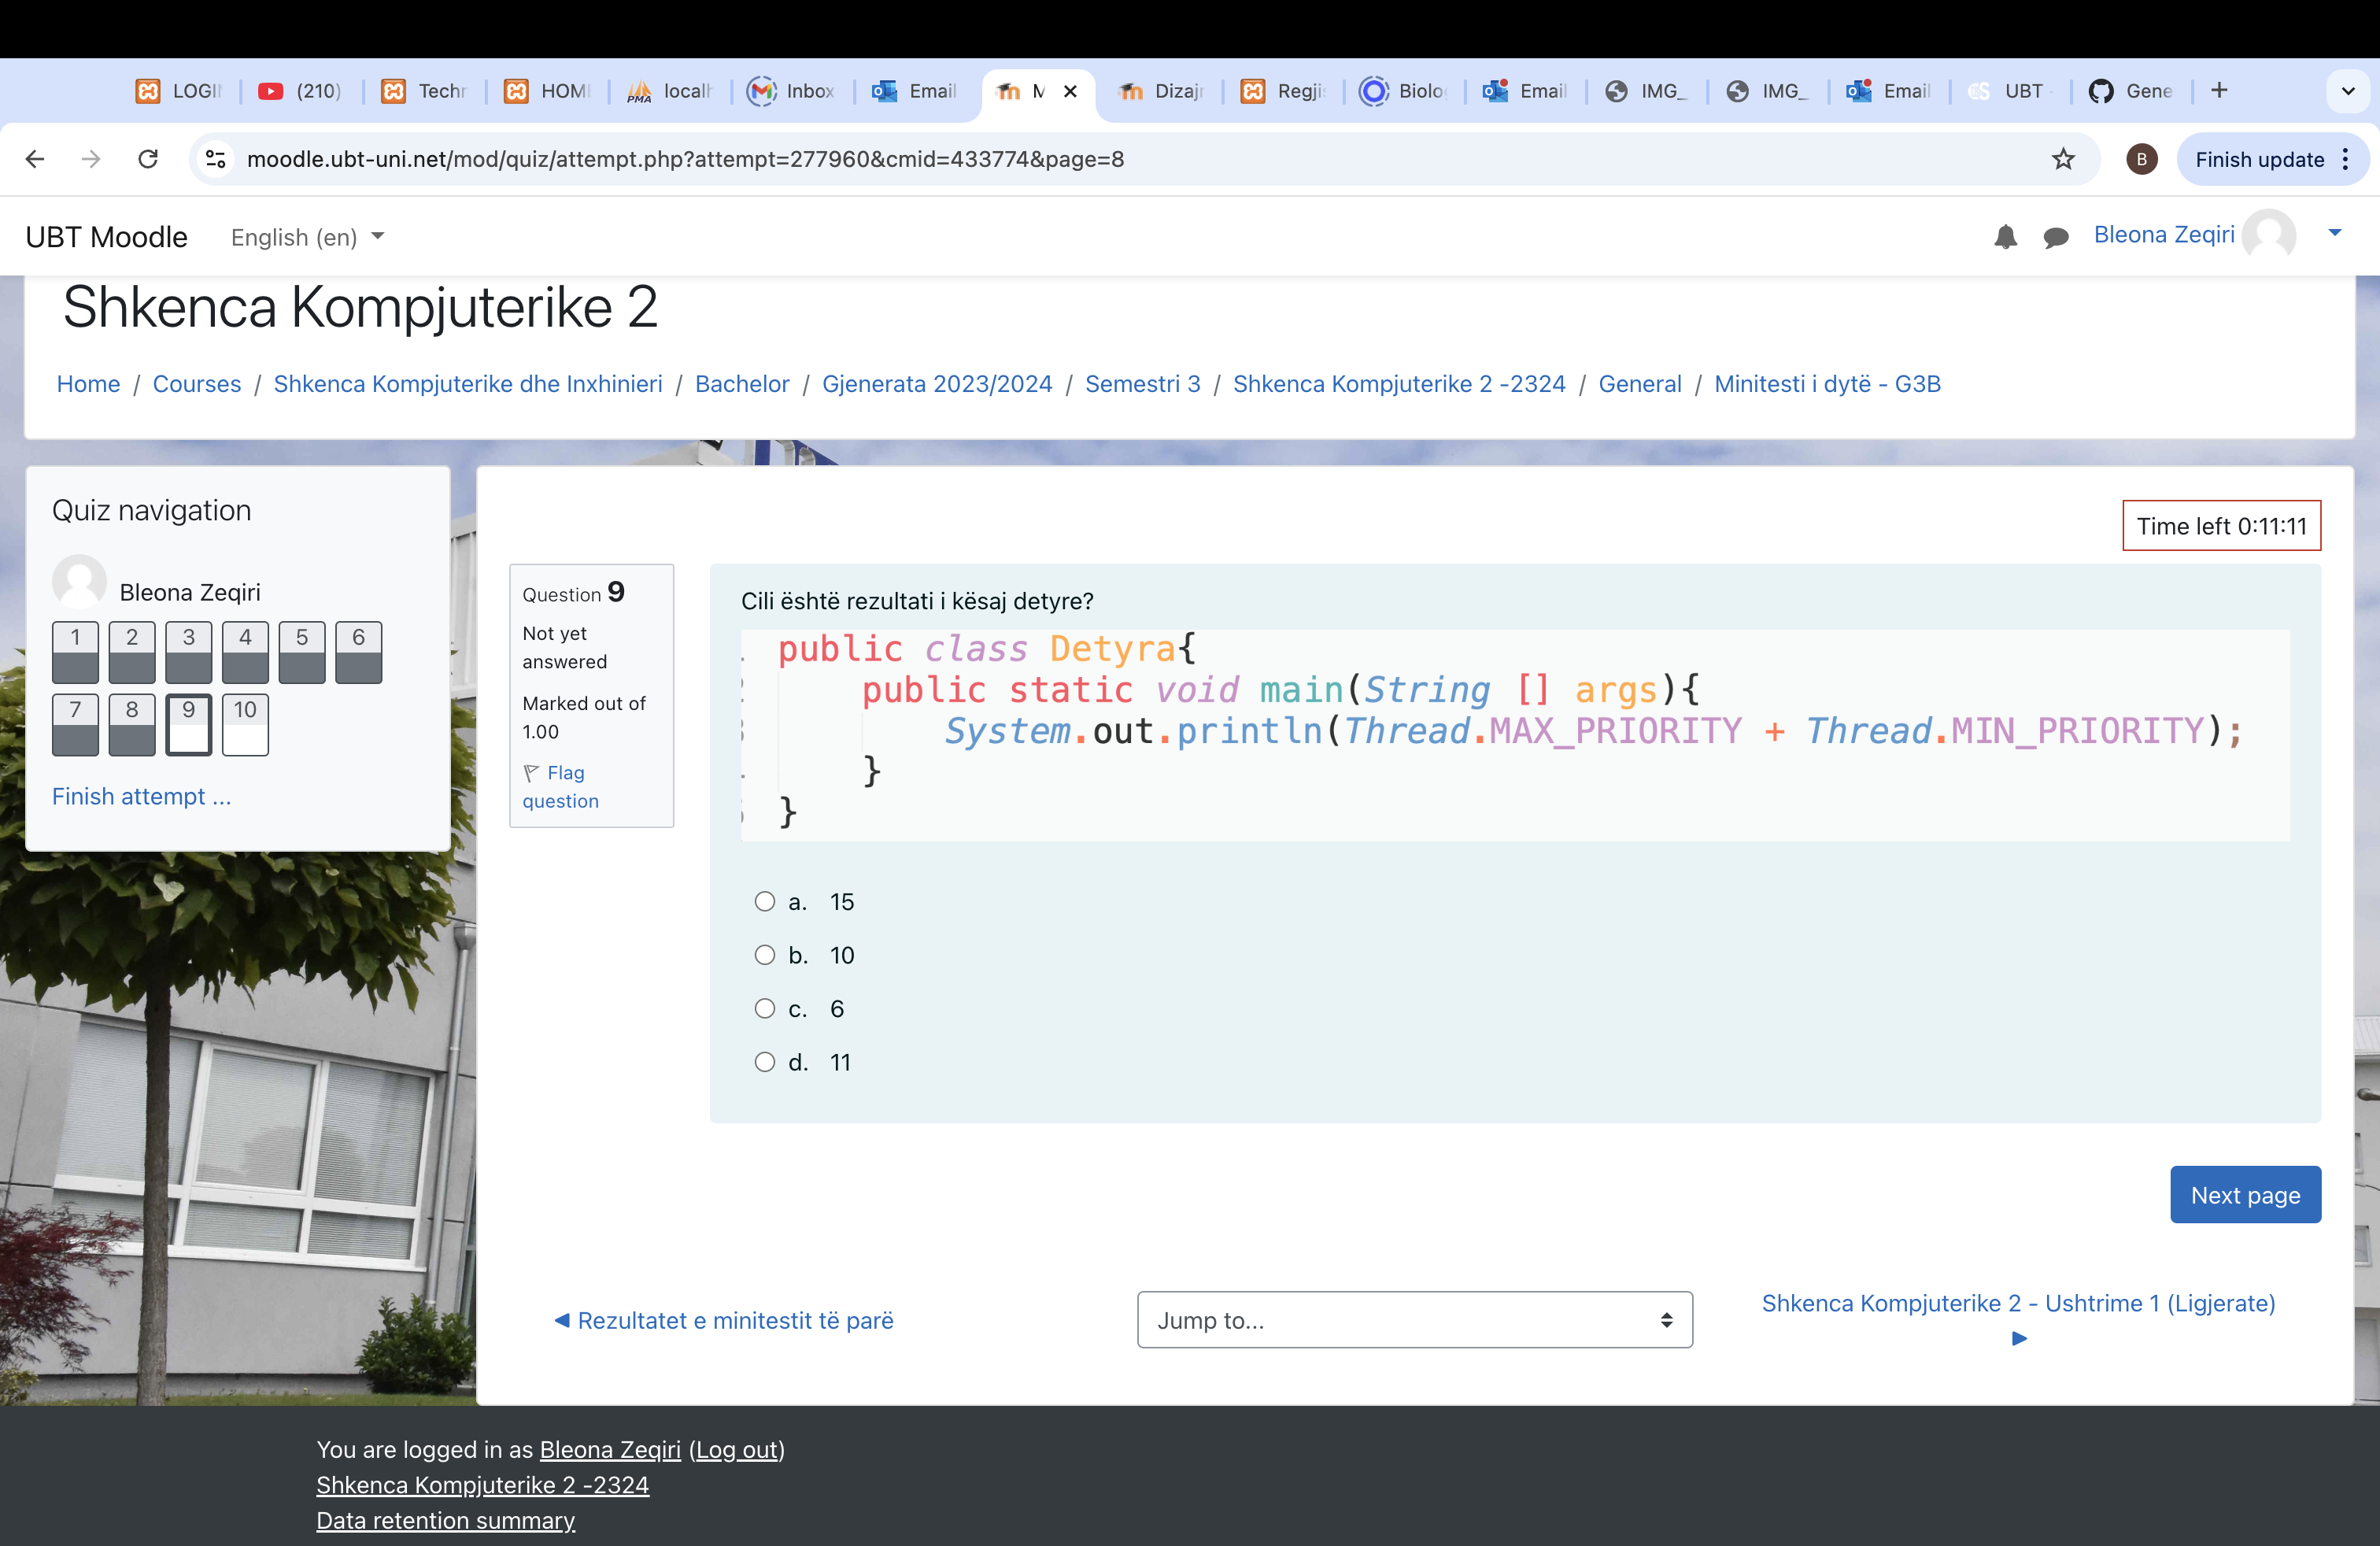 LOGI
(210)
Techn
HOM
PMA
local
Inbox
Email
M
Dizaj
Regji
Biolo
Email
IMG_
IMG_
Email
UBT
Gene
moodle.ubt-uni.net/mod/quiz/attempt.php?attempt=277960&cmid=433774&page=8
B
Finish update
UBT Moodle
English (en)
Bleona Zeqiri
Shkenca Kompjuterike 2
Home / Courses / Shkenca Kompjuterike dhe Inxhinieri / Bachelor / Gjenerata 2023/2024 / Semestri 3 / Shkenca Kompjuterike 2 -2324 / General / Minitesti i dytë - G3B
Quiz navigation
Bleona Zeqiri
1 2 3 4 5 6
7 8 9 10
Finish attempt ...
Time left 0:11:11
Question 9
Not yet
answered
Marked out of
1.00
Flag
question
Cili është rezultati i kësaj detyre?
public class Detyra{
public static void main(String [] args){
System.out.println(Thread.MAX_PRIORITY + Thread.MIN_PRIORITY);
}
}
a. 15
b. 10
c. 6
d. 11
Next page
◄ Rezultatet e minitestit të parë
Jump to...
Shkenca Kompjuterike 2 - Ushtrime 1 (Ligjerate)
►
You are logged in as Bleona Zeqiri (Log out)
Shkenca Kompjuterike 2 -2324
Data retention summary